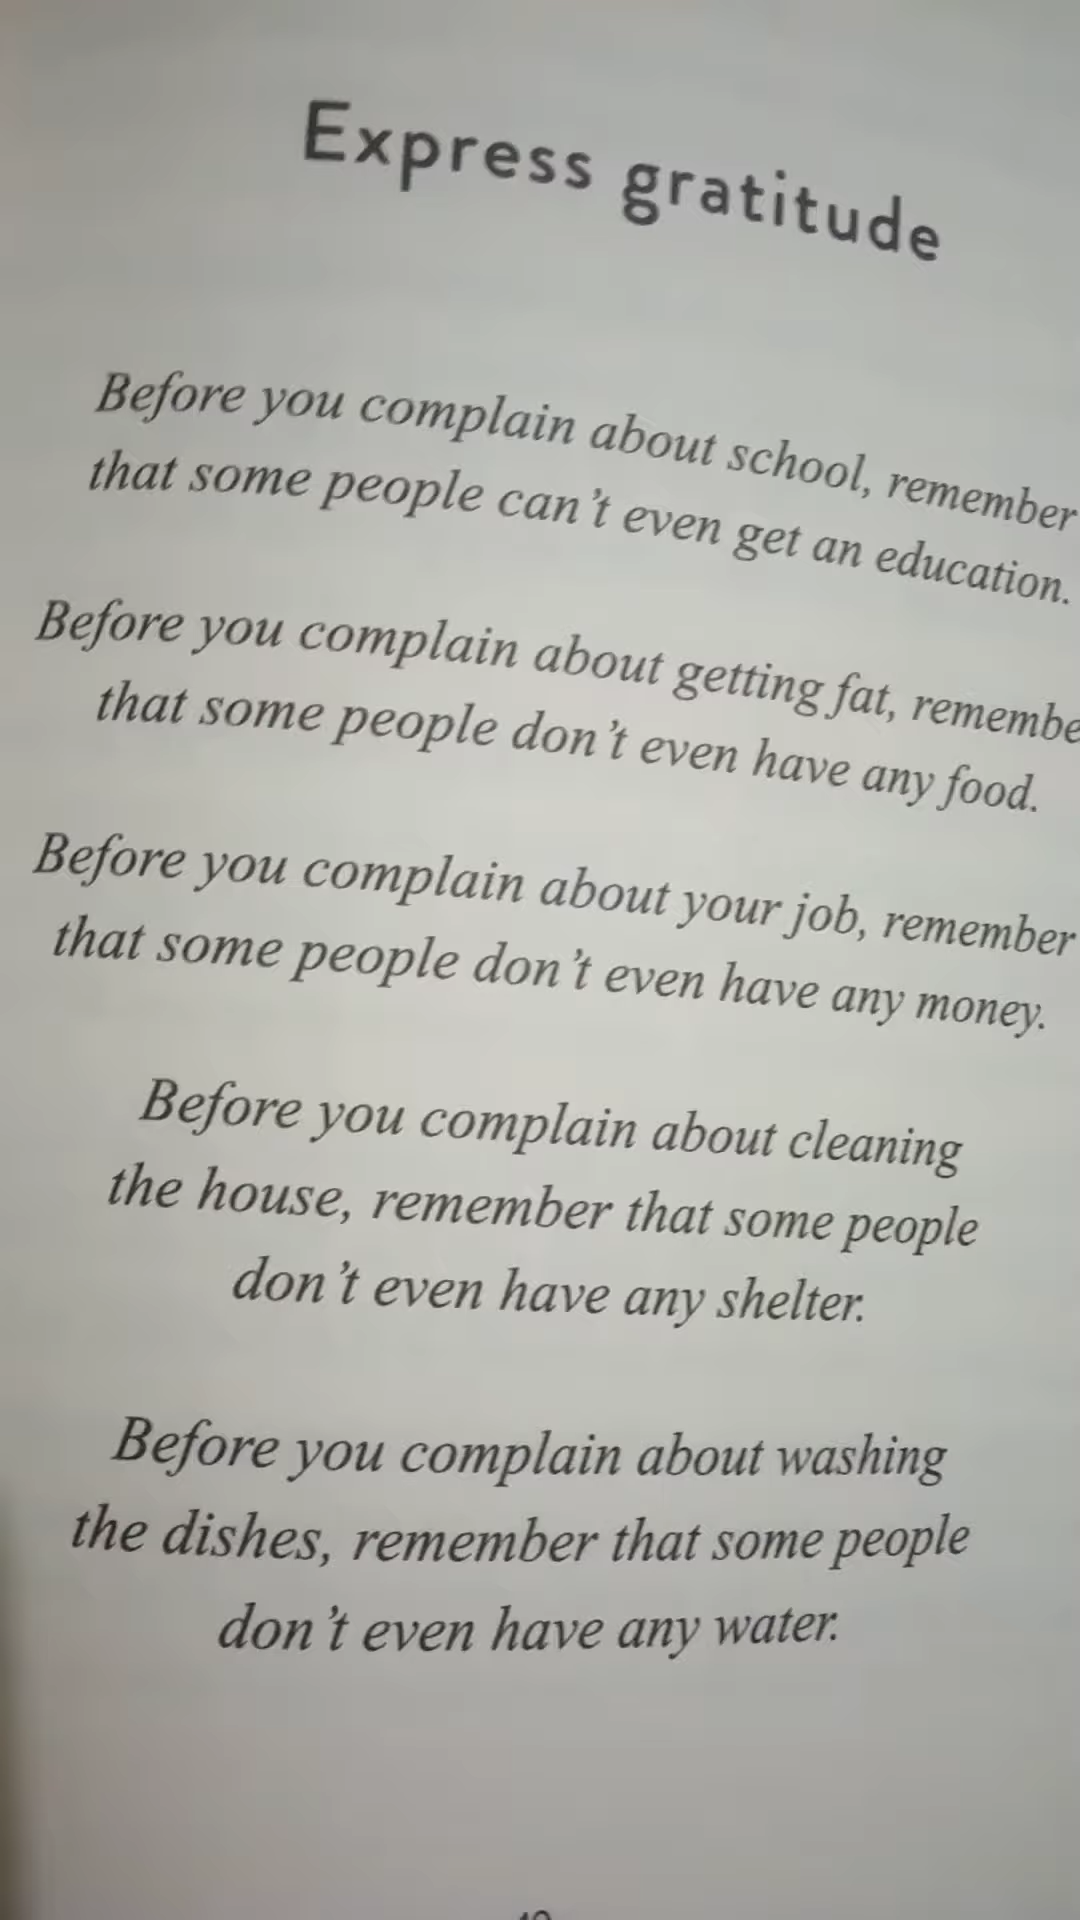 Express gratitude
Before you complain about school, remember
that some people can't even get an education.
Before you complain about getting fat, remembe
that some people don't even have any food.
Before you complain about your job, remember
that some people don't even have any money.
Before you complain about cleaning
the house, remember that some people
don't even have any shelter.
Before you complain about washing
the dishes, remember that some people
don't even have any water.